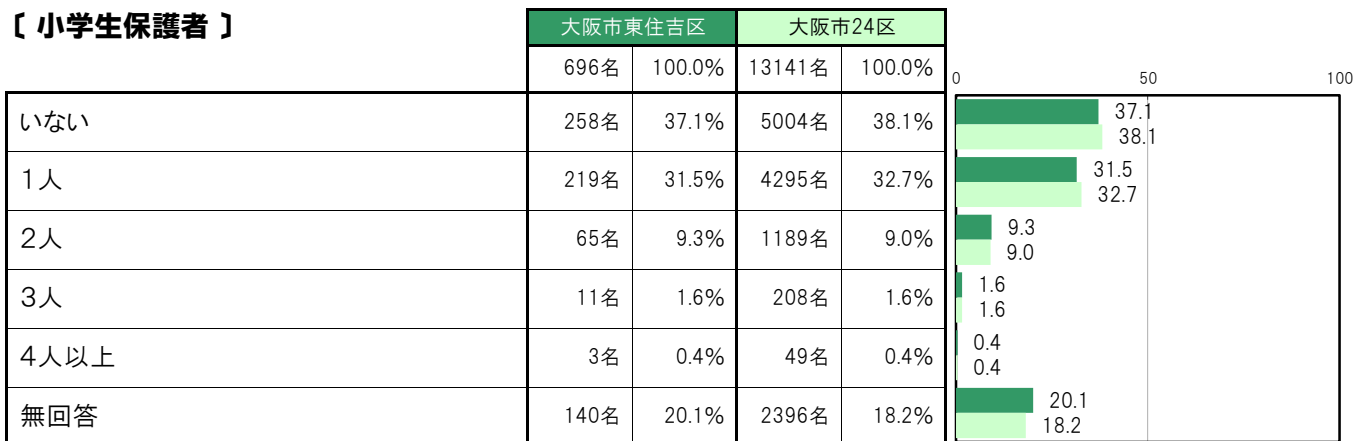 〔 小学生保護者 〕
大阪市東住吉区 大阪市24区
696名 100.0% 13141名 100.0%
0 50 100
いない 258名 37.1% 5004名 38.1% 37.1
38.1
1人 219名 31.5% 4295名 32.7% 31.5
32.7
2人 65名 9.3% 1189名 9.0% 9.3
9.0
3人 11名 1.6% 208名 1.6% 1.6
1.6
4人以上 3名 0.4% 49名 0.4% 0.4
0.4
無回答 140名 20.1% 2396名 18.2% 20.1
18.2